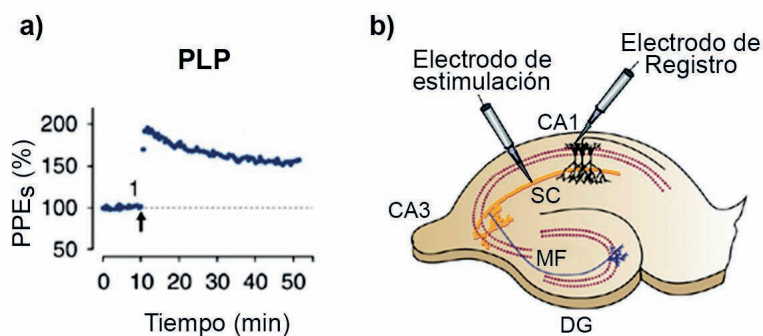 a)
PLP
PPEs (%)
200
150
100
50
1
0 10 20 30 40 50
Tiempo (min)
b)
Electrodo de
estimulación
Electrodo de
Registro
CA1
SC
CA3
MF
DG